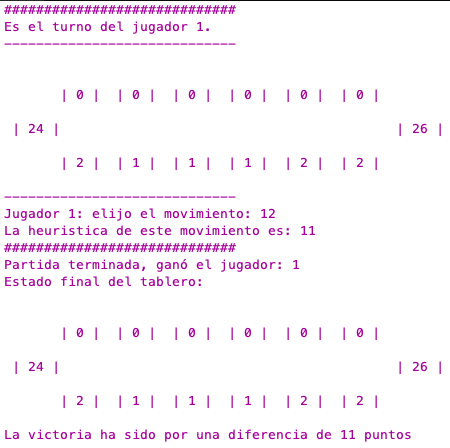 #############################
Es el turno del jugador 1.
-----------------------------
| 0 | | 0 | | 0 | | 0 | | 0 | | 0 |
| 24 | | 26 |
| 2 | | 1 | | 1 | | 1 | | 2 | | 2 |
-----------------------------
Jugador 1: elijo el movimiento: 12
La heuristica de este movimiento es: 11
#############################
Partida terminada, ganó el jugador: 1
Estado final del tablero:
| 0 | | 0 | | 0 | | 0 | | 0 | | 0 |
| 24 | | 26 |
| 2 | | 1 | | 1 | | 1 | | 2 | | 2 |
La victoria ha sido por una diferencia de 11 puntos